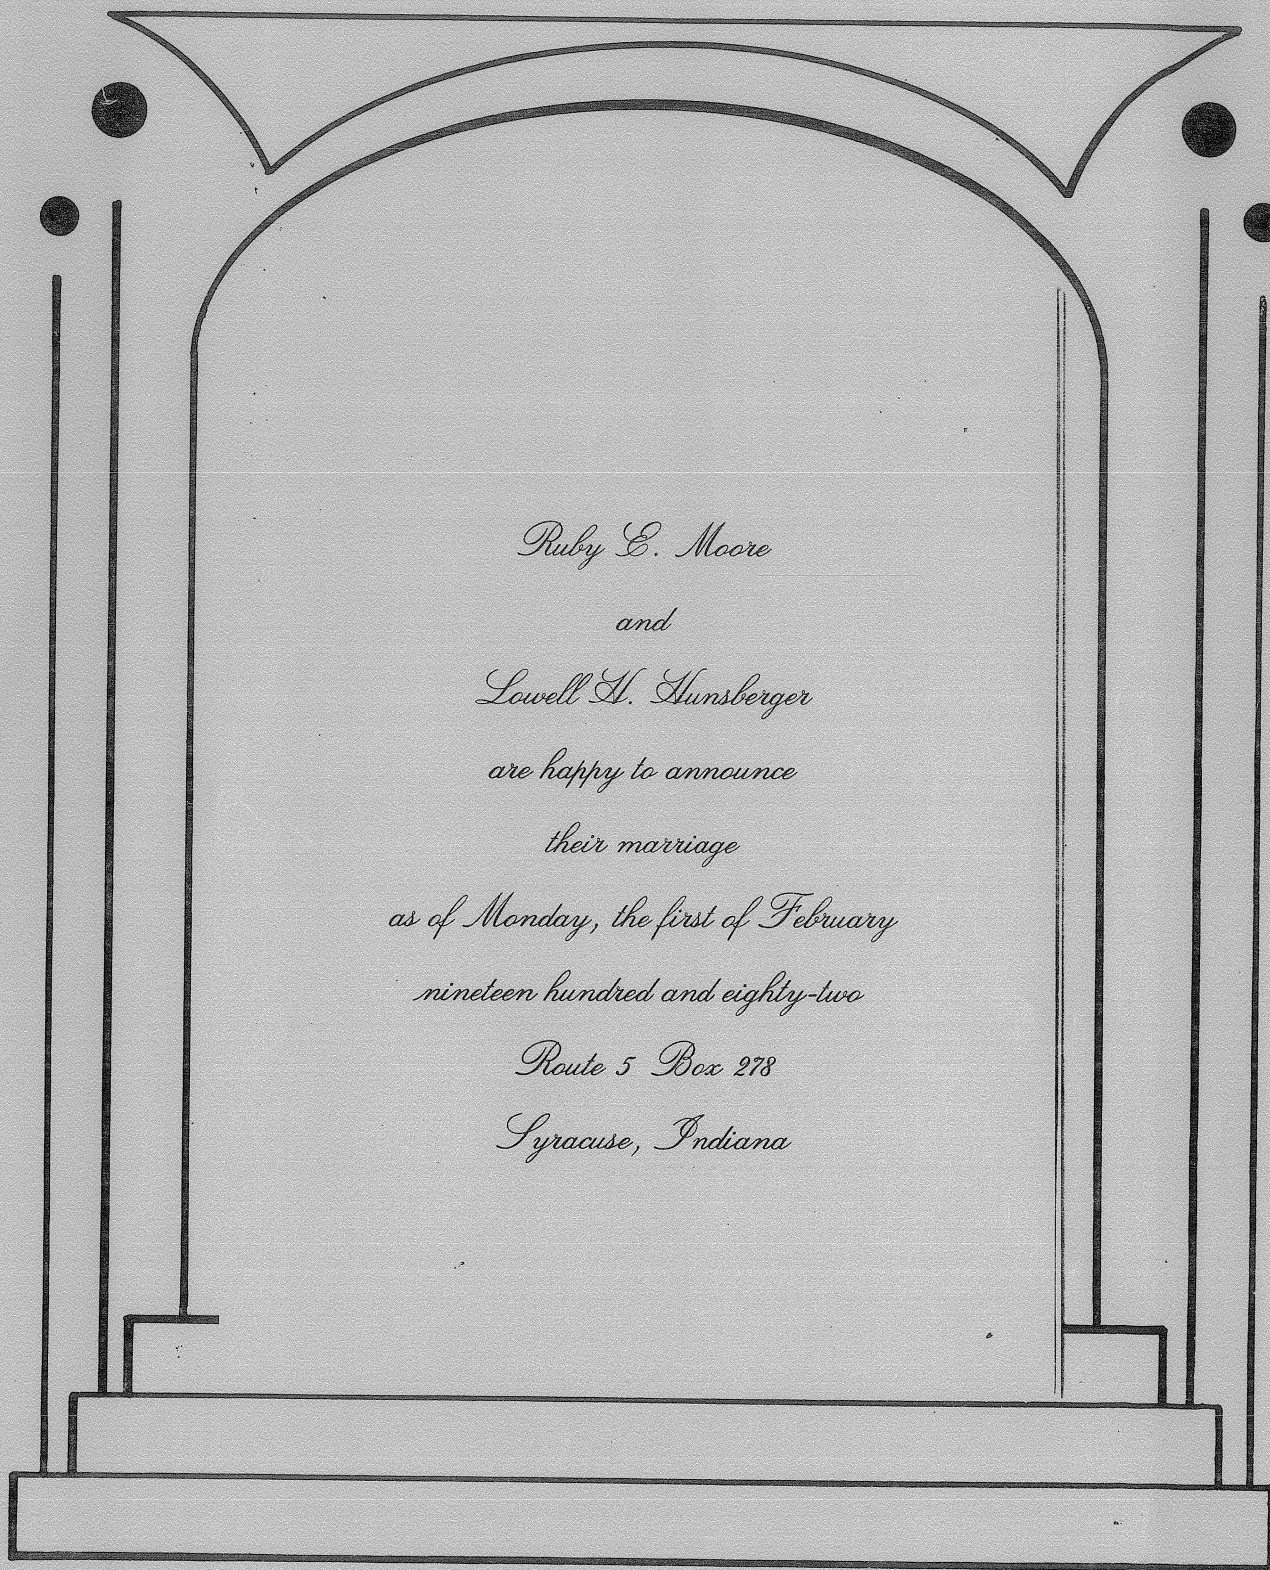 Ruby E. Moore
and
Lowell H. Hunsberger
are happy to announce
their marriage
as of Monday, the first of February
nineteen hundred and eighty-two
Route 5 Box 278
Syracuse, Indiana